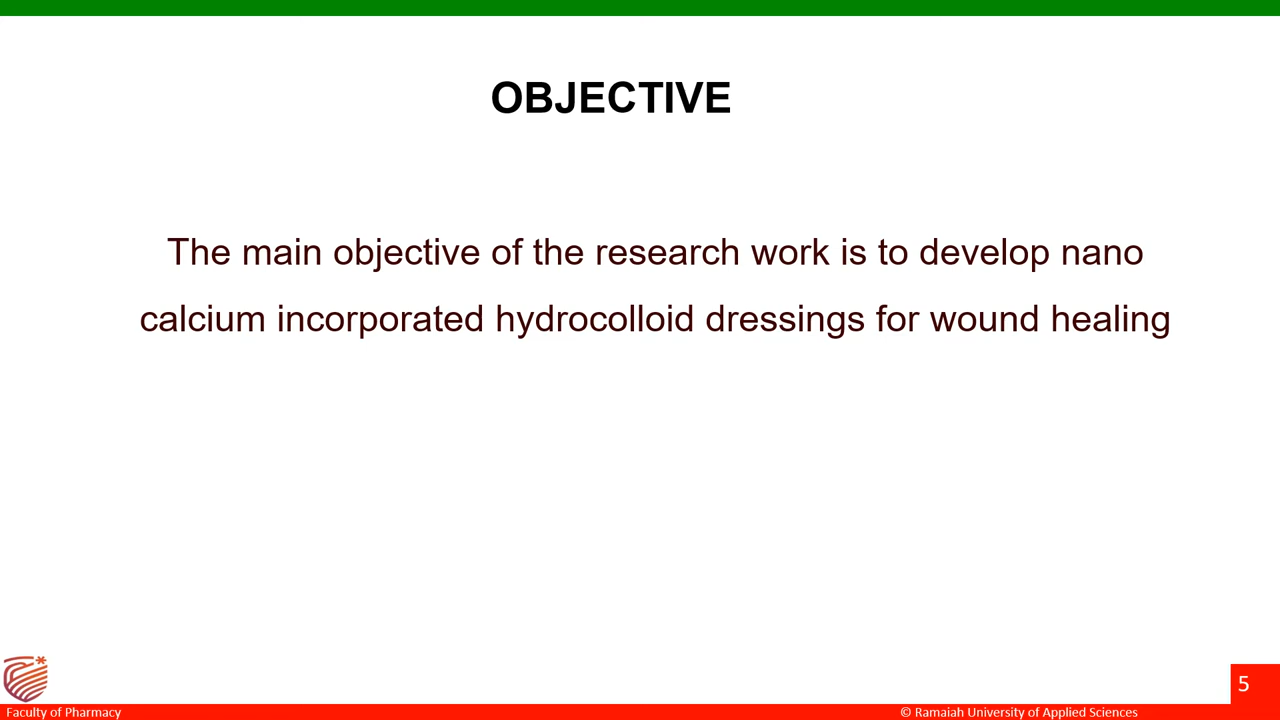 OBJECTIVE
The main objective of the research work is to develop nano
calcium incorporated hydrocolloid dressings for wound healing
5
Faculty of Pharmacy
© Ramaiah University of Applied Sciences